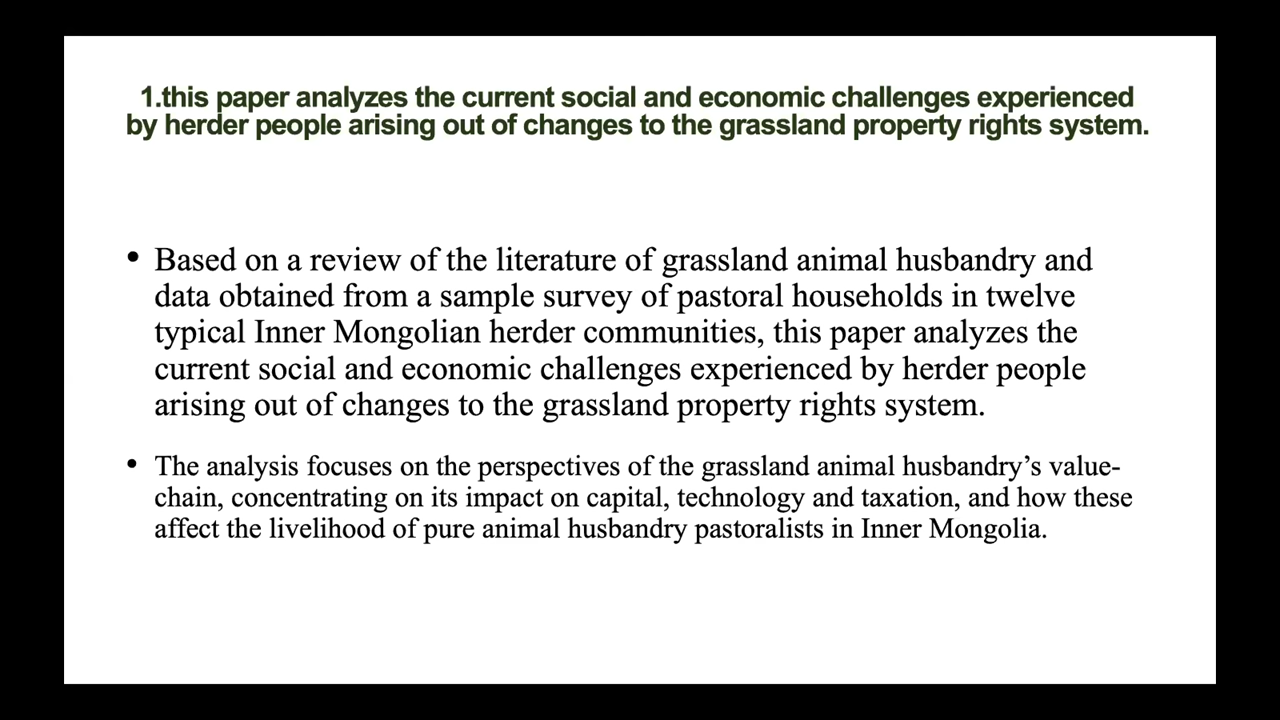 1.this paper analyzes the current social and economic challenges experienced
by herder people arising out of changes to the grassland property rights system.
• Based on a review of the literature of grassland animal husbandry and
data obtained from a sample survey of pastoral households in twelve
typical Inner Mongolian herder communities, this paper analyzes the
current social and economic challenges experienced by herder people
arising out of changes to the grassland property rights system.
• The analysis focuses on the perspectives of the grassland animal husbandry’s value-
chain, concentrating on its impact on capital, technology and taxation, and how these
affect the livelihood of pure animal husbandry pastoralists in Inner Mongolia.